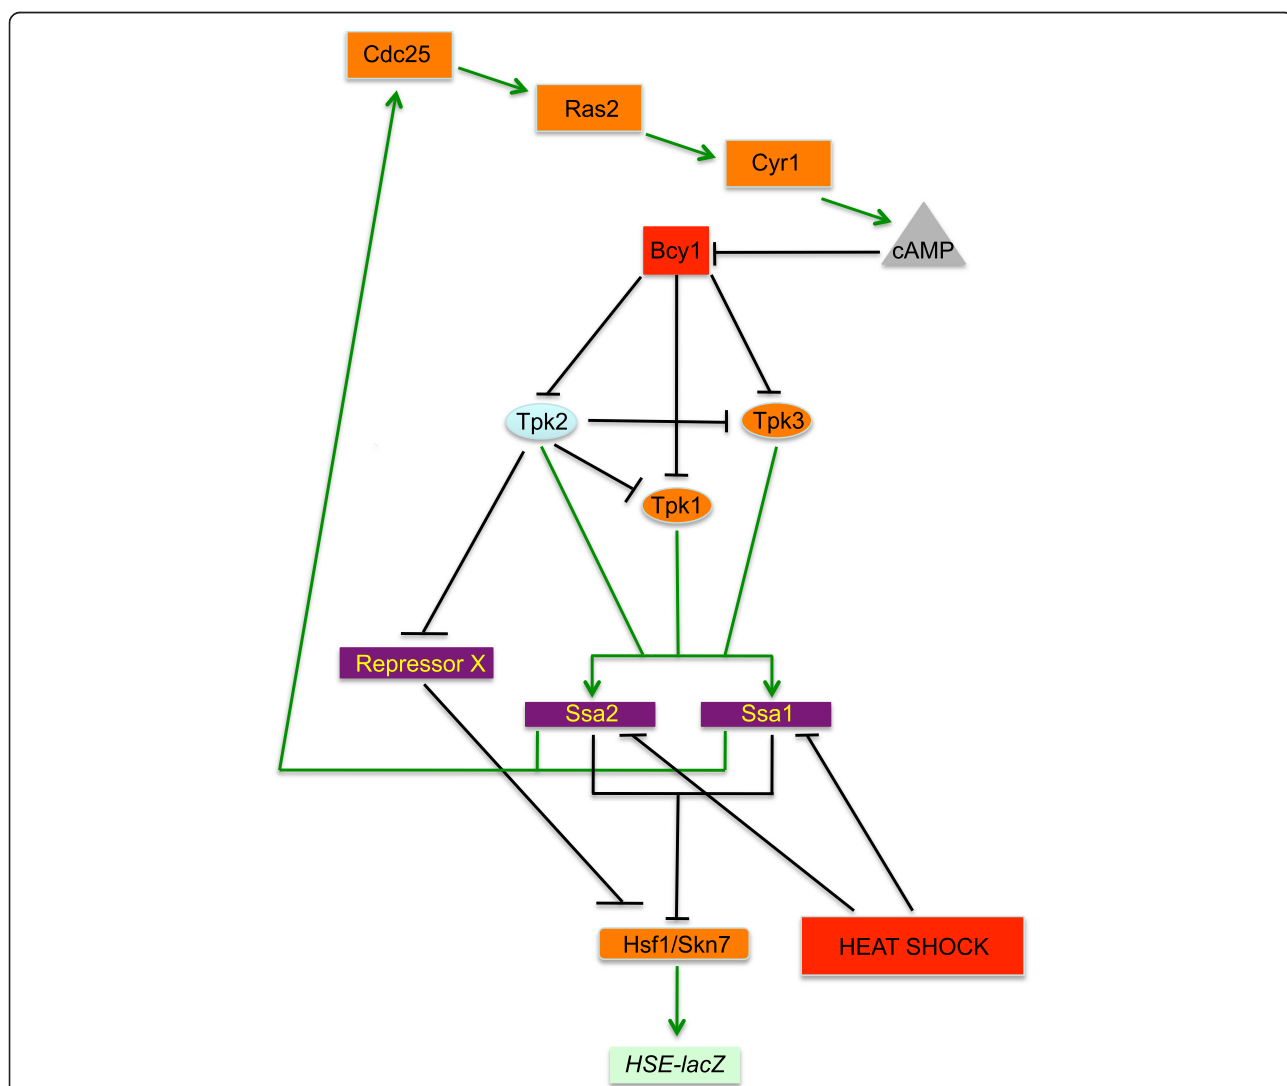 Cdc25
Ras2
Cyr1
cAMP
Bcy1
Tpk2
Tpk3
Tpk1
Repressor X
Ssa2
Ssa1
Hsf1/Skn7
HEAT SHOCK
HSE-lacZ